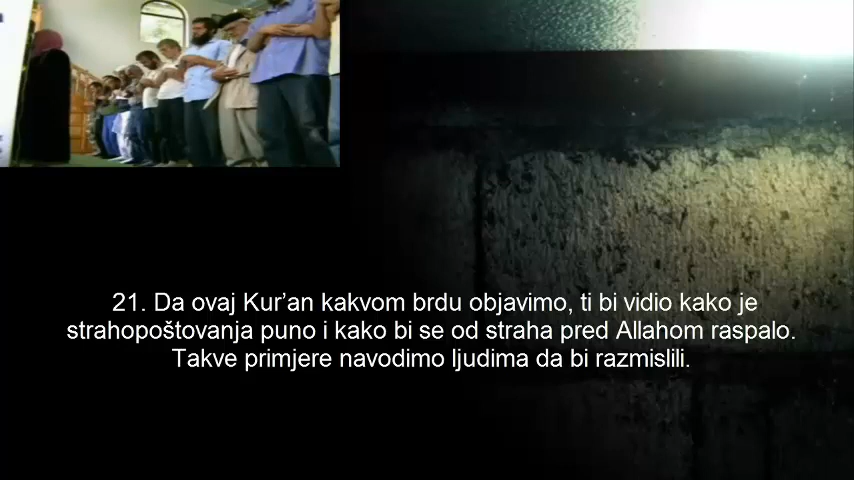 21. Da ovaj Kur’an kakvom brdu objavimo, ti bi vidio kako je
strahopoštovanja puno i kako bi se od straha pred Allahom raspalo.
Takve primjere navodimo ljudima da bi razmislili.